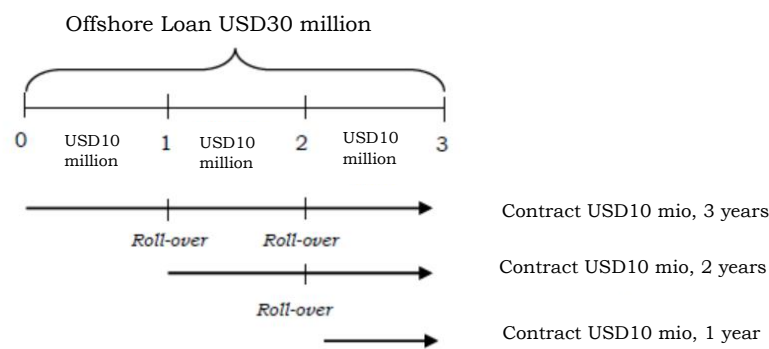 Offshore Loan USD30 million
0 USD10 million 1 USD10 million 2 USD10 million 3
Contract USD10 mio, 3 years
Roll-over Roll-over
Contract USD10 mio, 2 years
Roll-over
Contract USD10 mio, 1 year